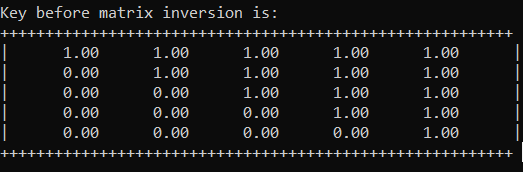 Key before matrix inversion is:
+++++++++++++++++++++++++++++++++++++++++++++++++++++++++
|      1.00      1.00      1.00      1.00      1.00      |
|      0.00      1.00      1.00      1.00      1.00      |
|      0.00      0.00      1.00      1.00      1.00      |
|      0.00      0.00      0.00      1.00      1.00      |
|      0.00      0.00      0.00      0.00      1.00      |
+++++++++++++++++++++++++++++++++++++++++++++++++++++++++